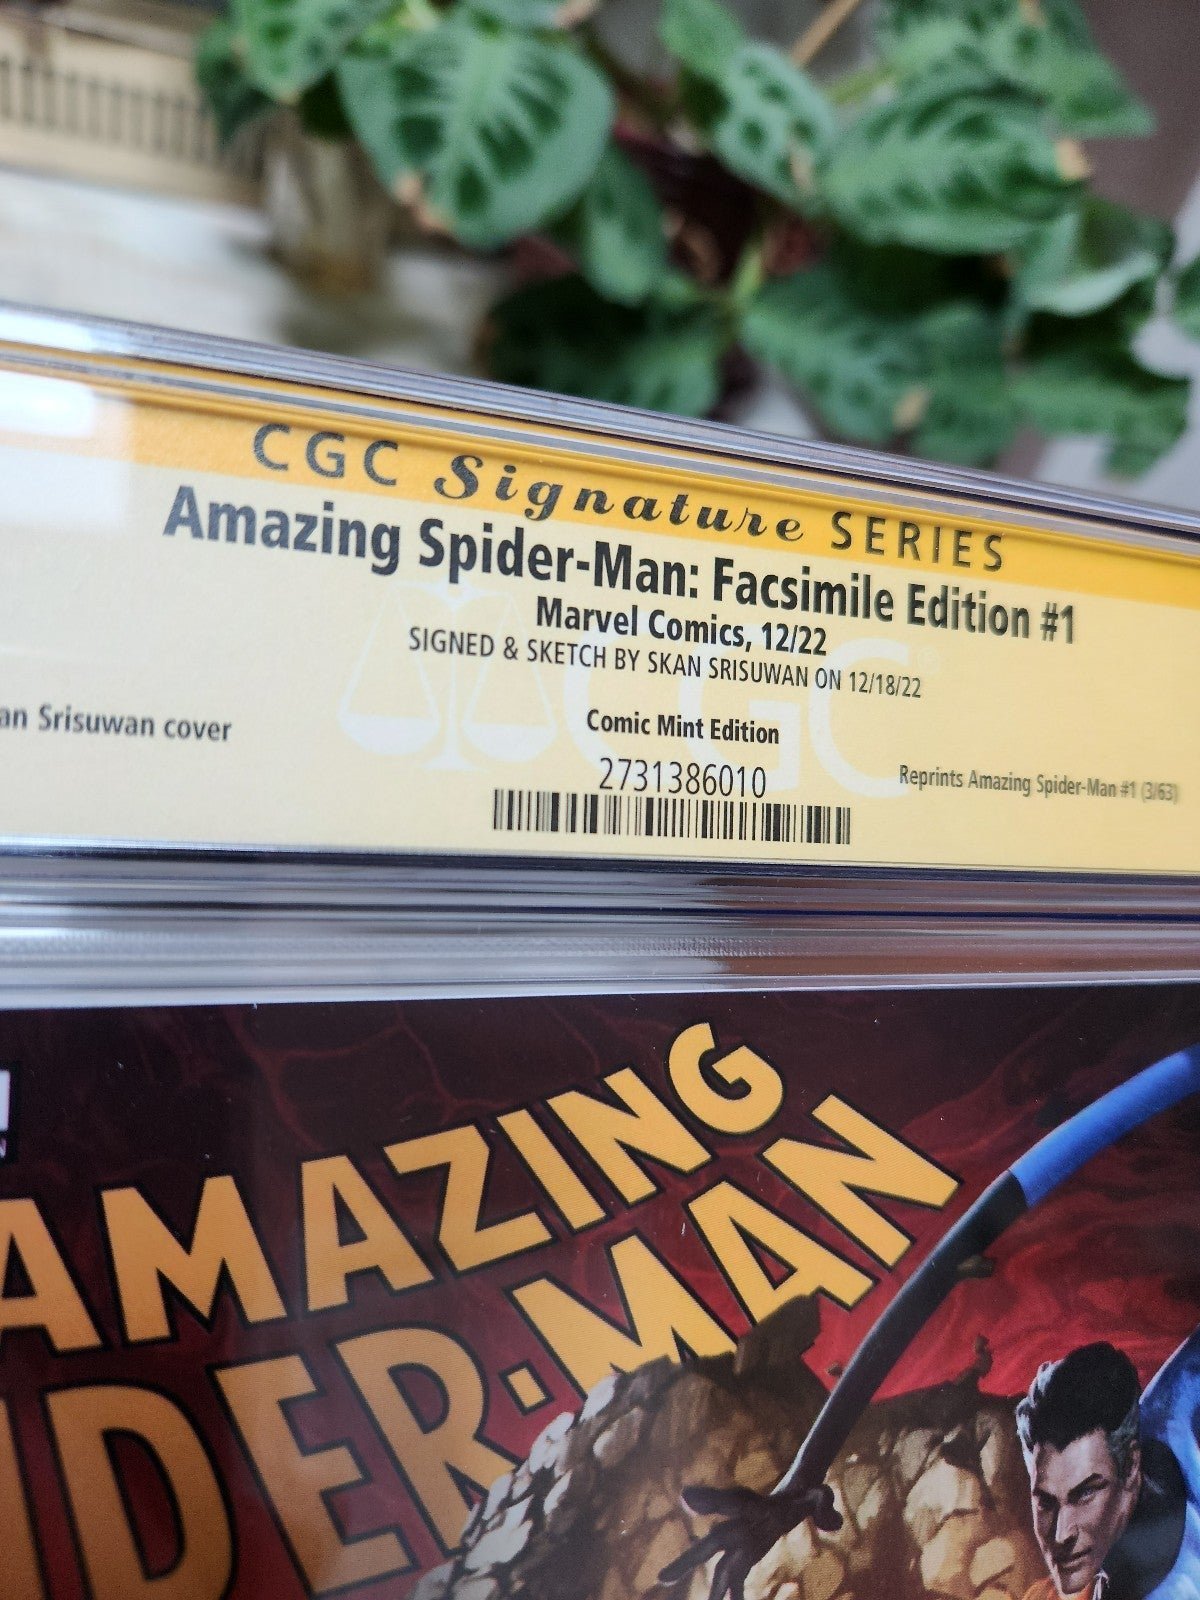 CGC Signature SERIES
Amazing Spider-Man: Facsimile Edition #1
Marvel Comics, 12/22
SIGNED & SKETCH BY SKAN SRISUWAN ON 12/18/22
an Srisuwan cover
Comic Mint Edition
2731386010
Reprints Amazing Spider-Man #1 (3/63)
CGC
AMAZING
IDER-MAN